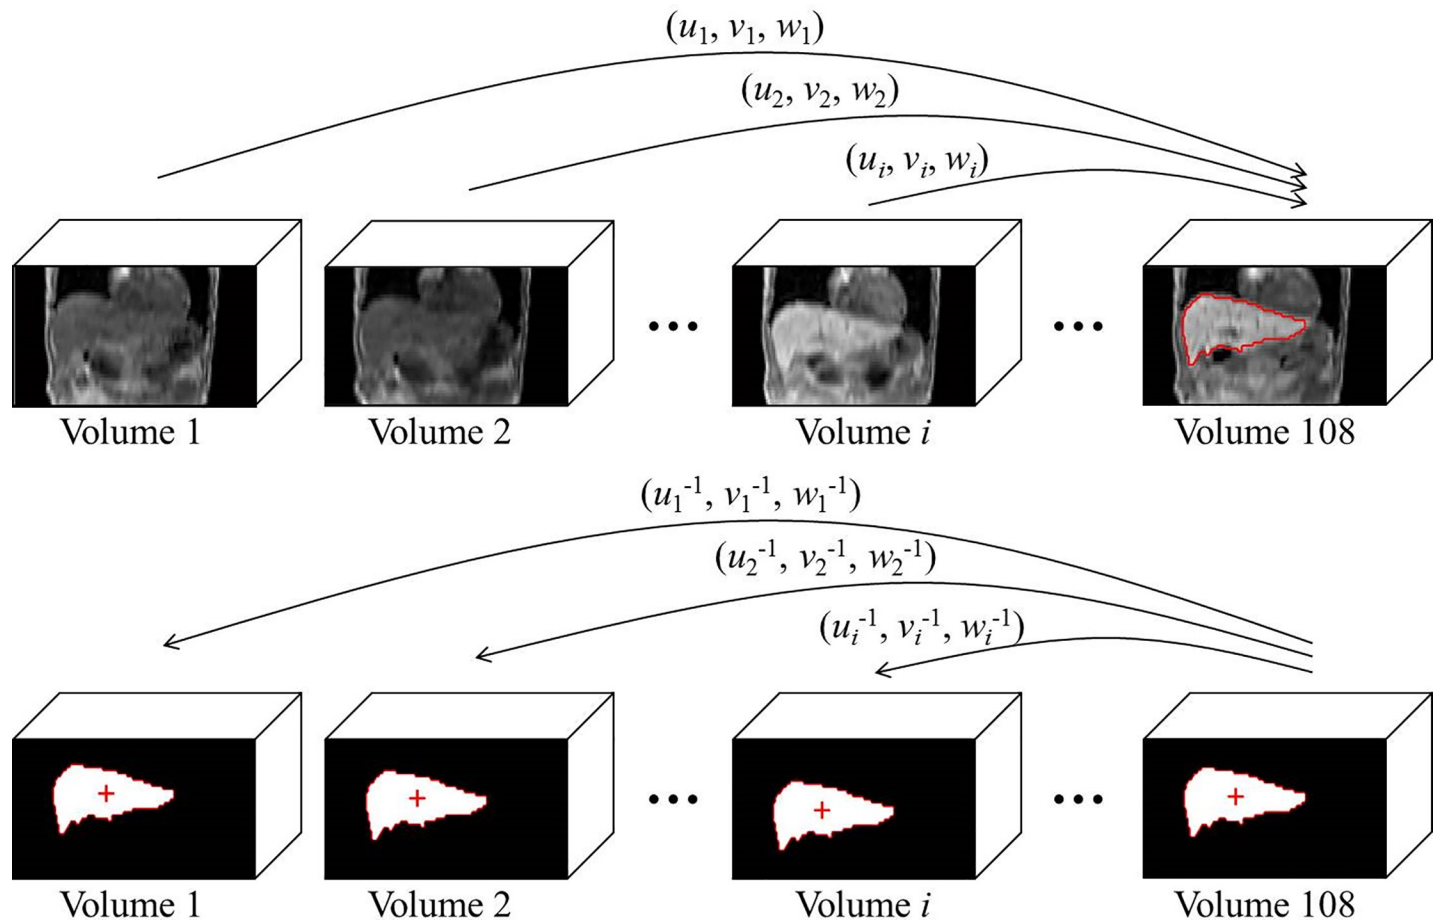 (u₁, v₁, w₁)
(u₂, v₂, w₂)
(uᵢ, vᵢ, wᵢ)
••• •••
Volume 1 Volume 2 Volume i Volume 108
(u₁⁻¹, v₁⁻¹, w₁⁻¹)
(u₂⁻¹, v₂⁻¹, w₂⁻¹)
(uᵢ⁻¹, vᵢ⁻¹, wᵢ⁻¹)
••• •••
Volume 1 Volume 2 Volume i Volume 108